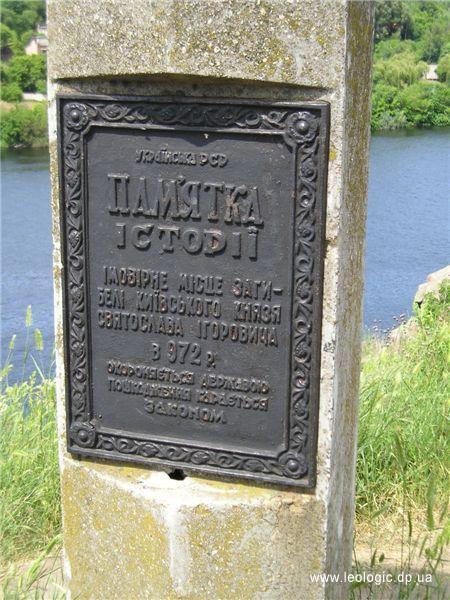 УКРАЇНСЬКА РСР
ПАМ'ЯТКА
ІСТОРІЇ
ІМОВІРНЕ МІСЦЕ ЗАГИ-
БЕЛІ КИЇВСЬКОГО КНЯЗЯ
СВЯТОСЛАВА ІГОРОВИЧА
В 972 р.
ОХОРОНЯЄТЬСЯ ДЕРЖАВОЮ
ПОШКОДЖЕННЯ КАРАЄТЬСЯ
ЗАКОНОМ
www.leologic.dp.ua